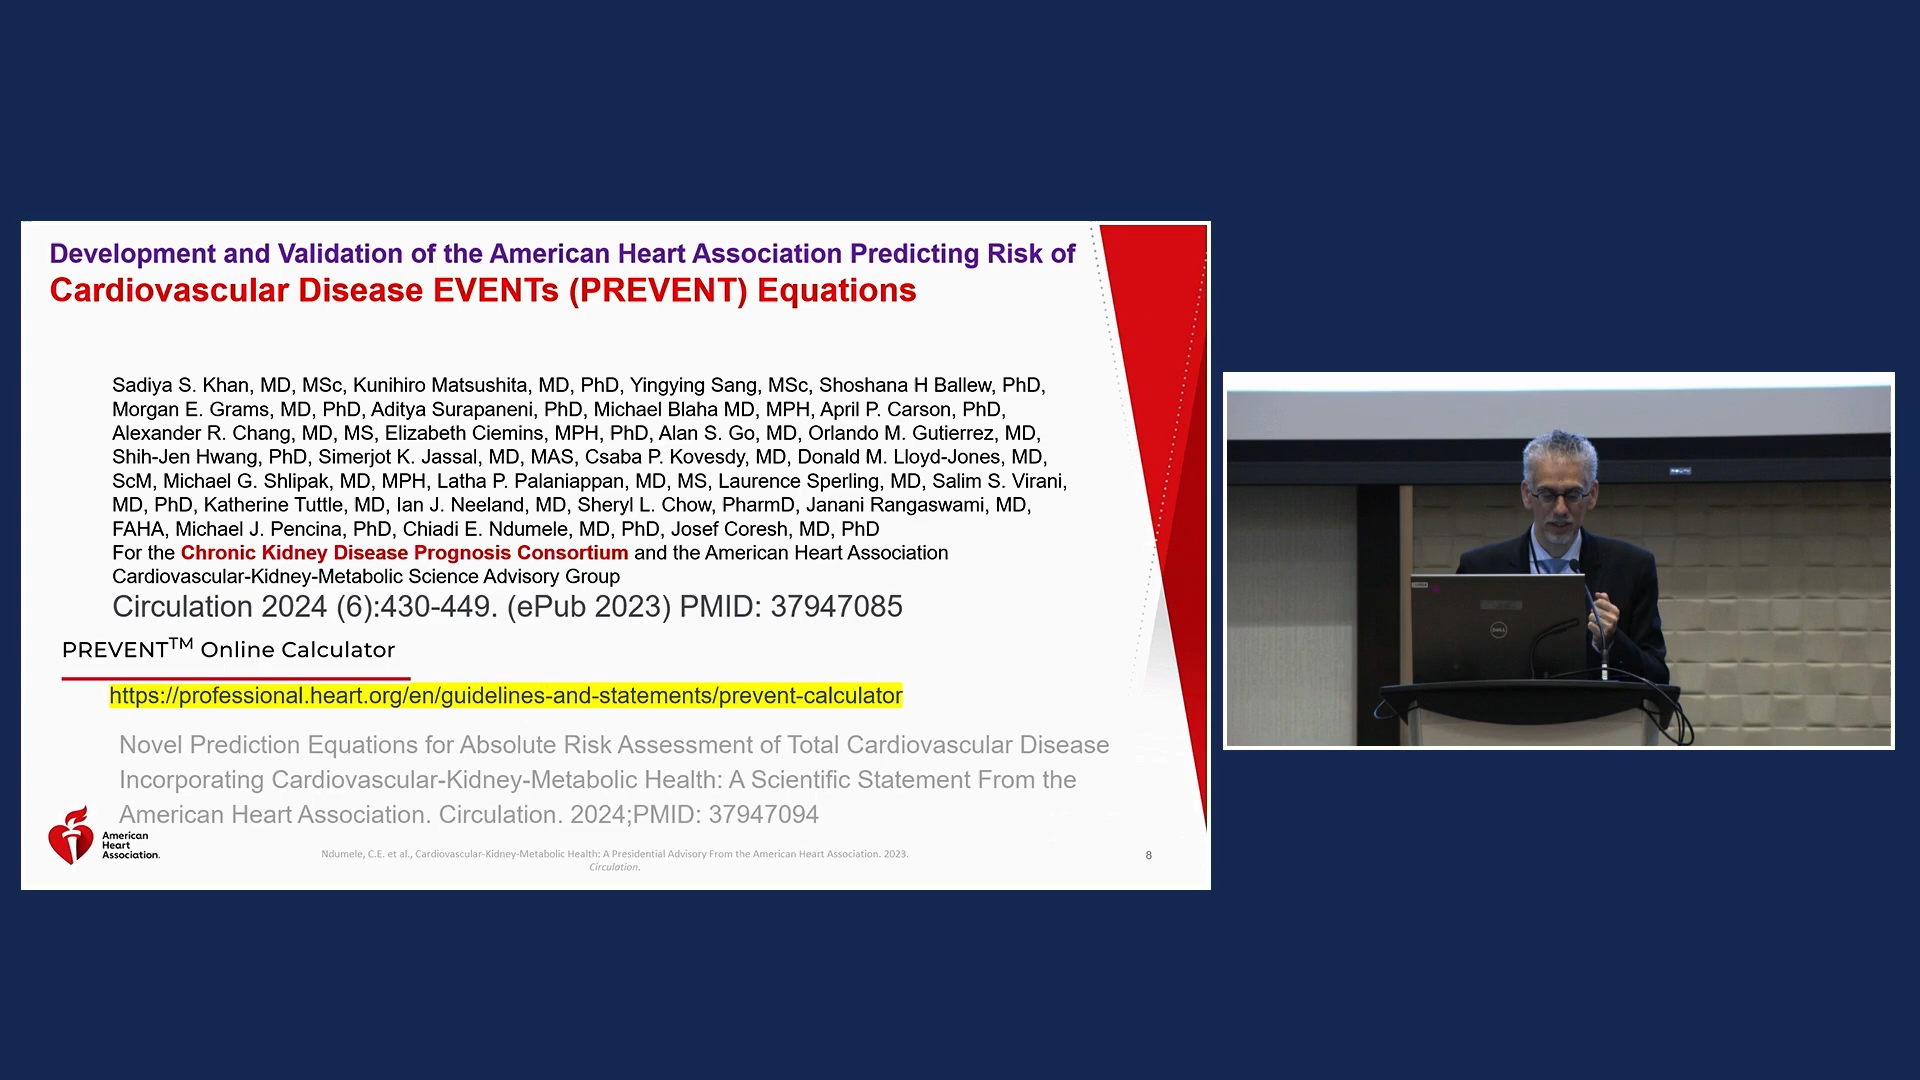 Development and Validation of the American Heart Association Predicting Risk of
Cardiovascular Disease EVENTs (PREVENT) Equations
Sadiya S. Khan, MD, MSc, Kunihiro Matsushita, MD, PhD, Yingying Sang, MSc, Shoshana H Ballew, PhD,
Morgan E. Grams, MD, PhD, Aditya Surapaneni, PhD, Michael Blaha MD, MPH, April P. Carson, PhD,
Alexander R. Chang, MD, MS, Elizabeth Ciemins, MPH, PhD, Alan S. Go, MD, Orlando M. Gutierrez, MD,
Shih-Jen Hwang, PhD, Simerjot K. Jassal, MD, MAS, Csaba P. Kovesdy, MD, Donald M. Lloyd-Jones, MD,
ScM, Michael G. Shlipak, MD, MPH, Latha P. Palaniappan, MD, MS, Laurence Sperling, MD, Salim S. Virani,
MD, PhD, Katherine Tuttle, MD, Ian J. Neeland, MD, Sheryl L. Chow, PharmD, Janani Rangaswami, MD,
FAHA, Michael J. Pencina, PhD, Chiadi E. Ndumele, MD, PhD, Josef Coresh, MD, PhD
For the Chronic Kidney Disease Prognosis Consortium and the American Heart Association
Cardiovascular-Kidney-Metabolic Science Advisory Group
Circulation 2024 (6):430-449. (ePub 2023) PMID: 37947085
PREVENT™ Online Calculator
https://professional.heart.org/en/guidelines-and-statements/prevent-calculator
Novel Prediction Equations for Absolute Risk Assessment of Total Cardiovascular Disease
Incorporating Cardiovascular-Kidney-Metabolic Health: A Scientific Statement From the
American Heart Association. Circulation. 2024;PMID: 37947094
American
Heart
Association.
Ndumele, C.E. et al., Cardiovascular-Kidney-Metabolic Health: A Presidential Advisory From the American Heart Association. 2023.
Circulation.
8
DELL